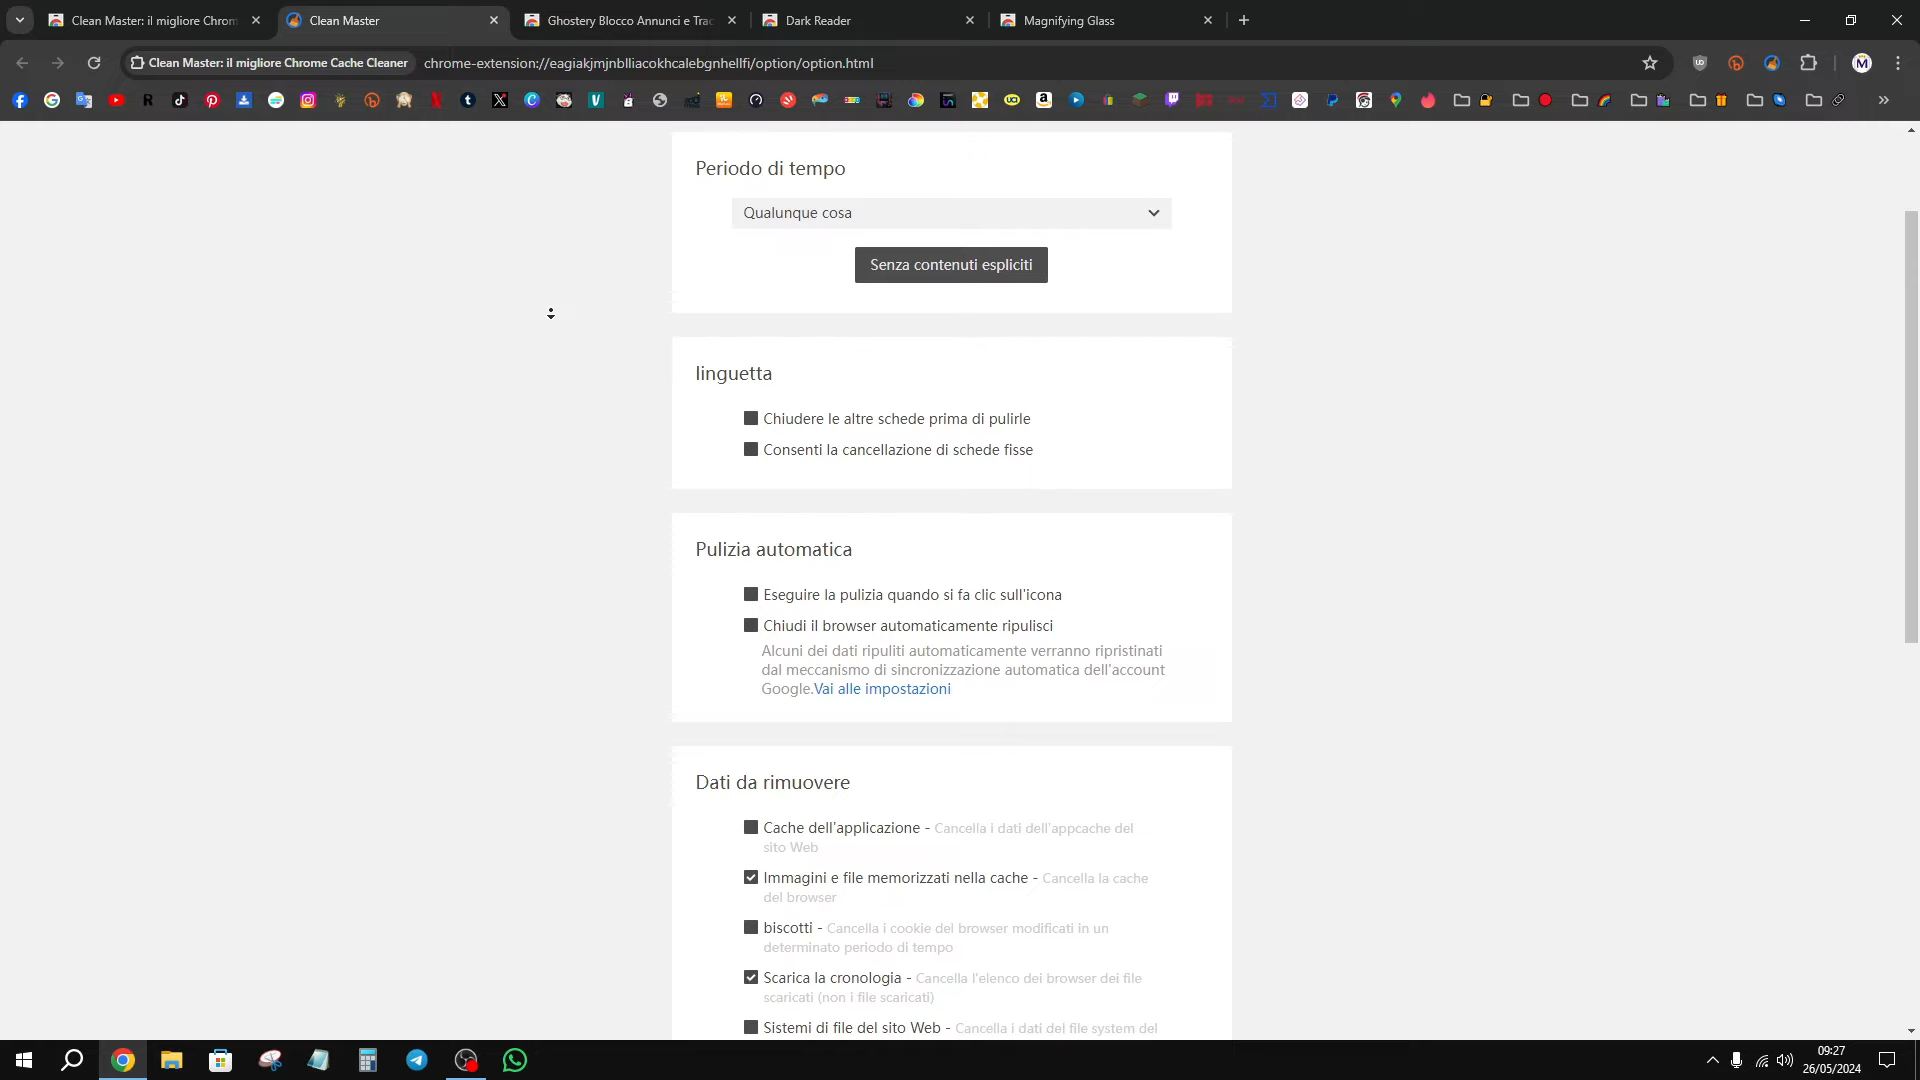 Clean Master: il migliore Chrom
Clean Master
Ghostery Blocco Annunci e Trac
Dark Reader
Magnifying Glass
Clean Master: il migliore Chrome Cache Cleaner
chrome-extension://eagiakjmjnblliacokhcalebgnhellfi/option/option.html
Periodo di tempo
Qualunque cosa
Senza contenuti espliciti
linguetta
Chiudere le altre schede prima di pulirle
Consenti la cancellazione di schede fisse
Pulizia automatica
Eseguire la pulizia quando si fa clic sull'icona
Chiudi il browser automaticamente ripulisci
Alcuni dei dati ripuliti automaticamente verranno ripristinati
dal meccanismo di sincronizzazione automatica dell'account
Google.Vai alle impostazioni
Dati da rimuovere
Cache dell'applicazione - Cancella i dati dell'appcache del
sito Web
Immagini e file memorizzati nella cache - Cancella la cache
del browser
biscotti - Cancella i cookie del browser modificati in un
determinato periodo di tempo
Scarica la cronologia - Cancella l'elenco dei browser dei file
scaricati (non i file scaricati)
Sistemi di file del sito Web - Cancella i dati del file system del
09:27
26/05/2024